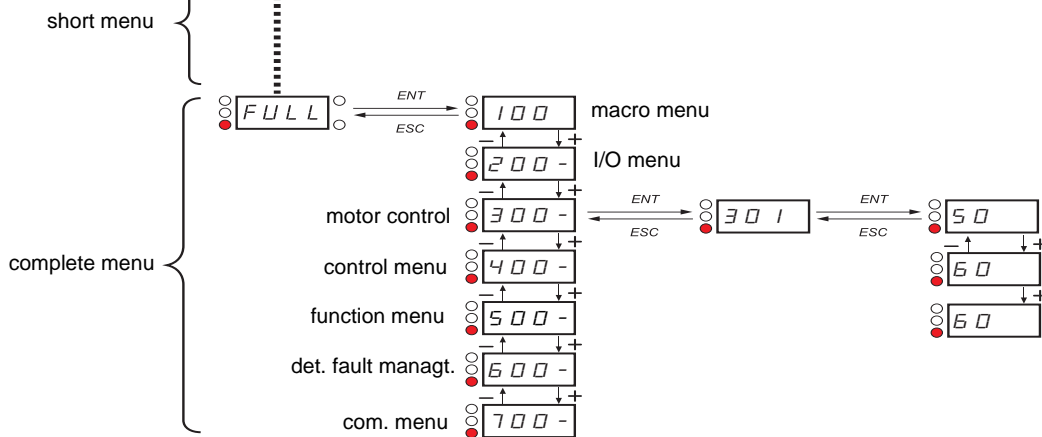 short menu
FULL
ENT
ESC
100
macro menu
- +
200-
I/O menu
- +
motor control
300-
ENT
ESC
301
ENT
ESC
50
- +
control menu
400-
60
- +
+
function menu
500-
60
- +
det. fault managt.
600-
- +
com. menu
700-
complete menu